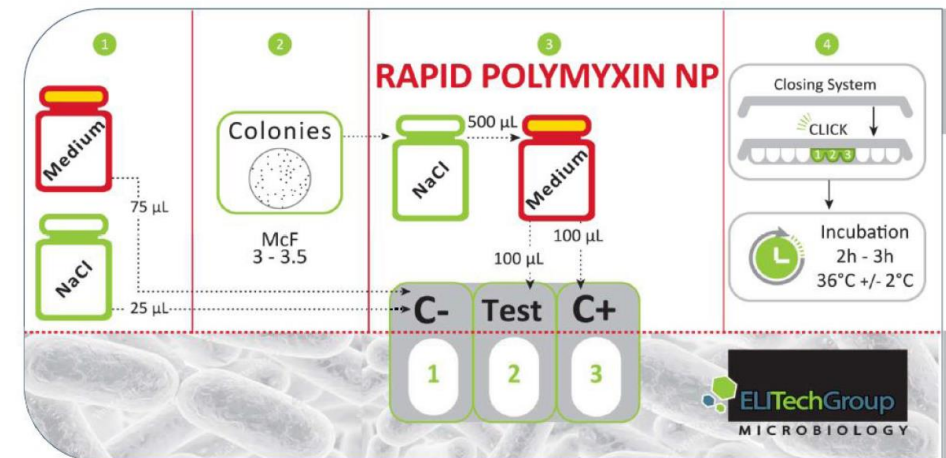 1
Medium
75 µL
NaCl
25 µL
2
Colonies
McF
3 - 3.5
3
RAPID POLYMYXIN NP
NaCl
500 µL
Medium
100 µL
100 µL
C-
Test
C+
1
2
3
4
Closing System
CLICK
1 2 3
Incubation
2h - 3h
36°C +/- 2°C
ELITechGroup
MICROBIOLOGY